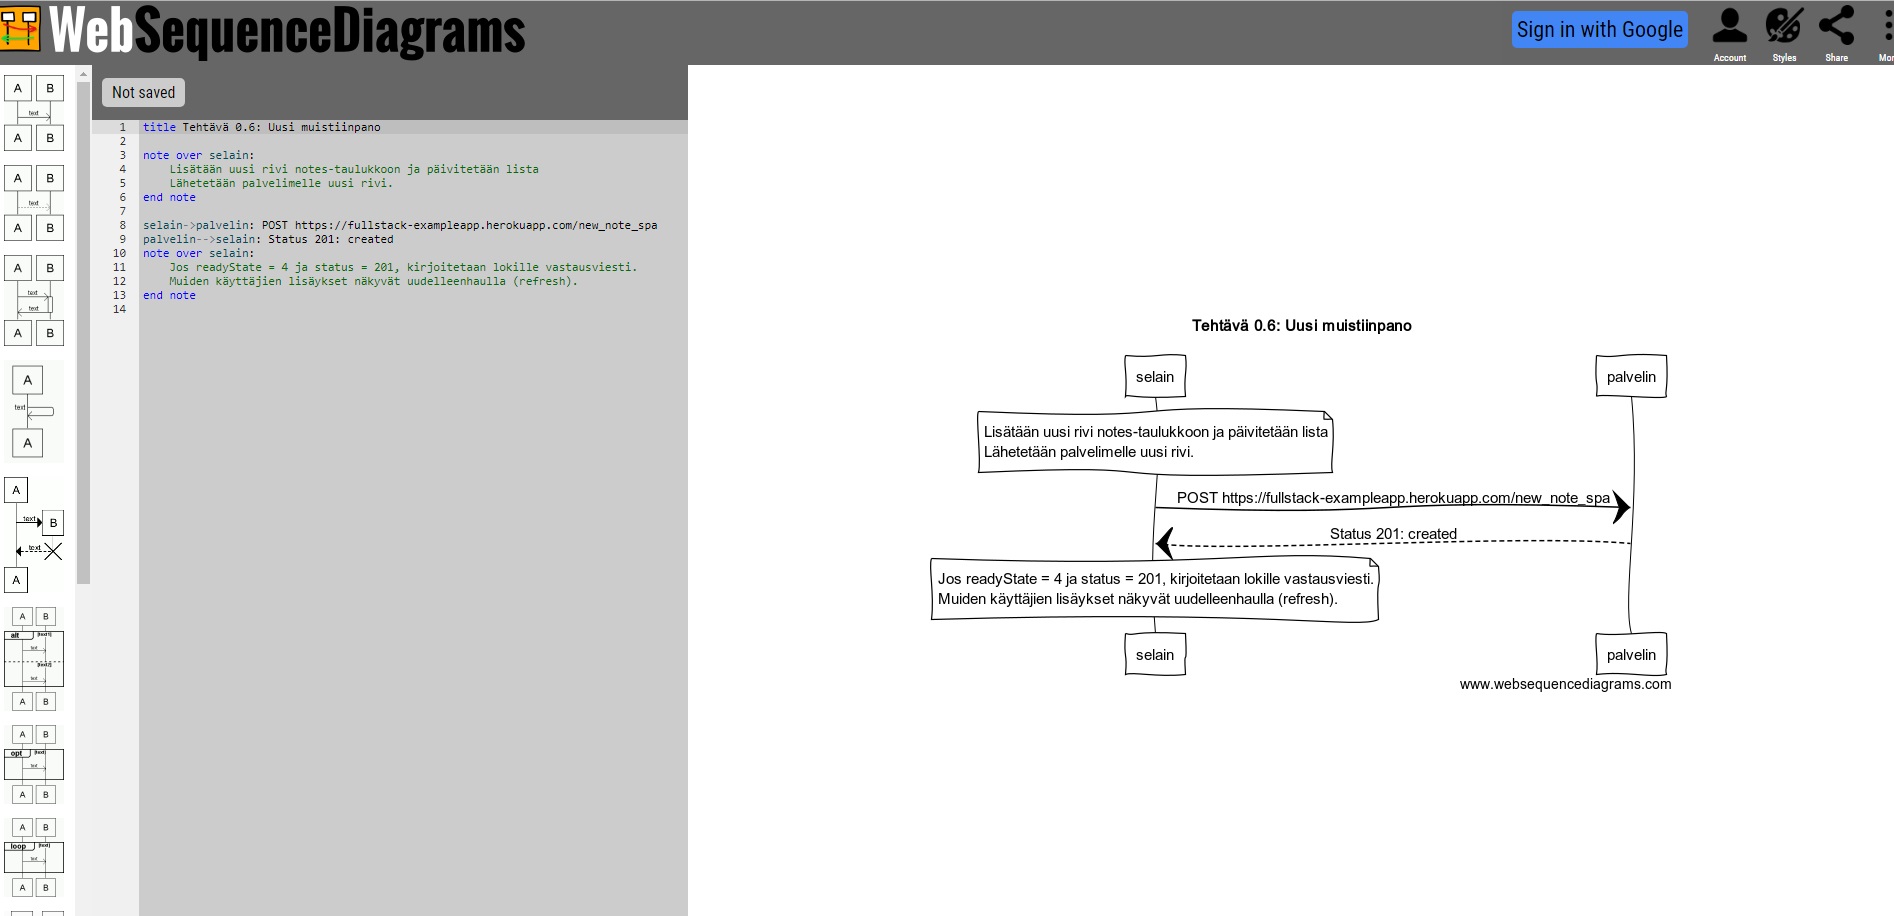 WebSequenceDiagrams
Sign in with Google
Account
Styles
Share
Not saved
A B
text
A B
A B
text
A B
A B
text
text
A B
A
text
A
A
text
B
text
A
A B
alt [text1]
text
[text2]
text
A B
A B
opt [text]
text
A B
A B
loop [text]
text
A B
1 title Tehtävä 0.6: Uusi muistiinpano
2
3 note over selain:
4 Lisätään uusi rivi notes-taulukkoon ja päivitetään lista
5 Lähetetään palvelimelle uusi rivi.
6 end note
7
8 selain->palvelin: POST https://fullstack-exampleapp.herokuapp.com/new_note_spa
9 palvelin-->selain: Status 201: created
10 note over selain:
11 Jos readyState = 4 ja status = 201, kirjoitetaan lokille vastausviesti.
12 Muiden käyttäjien lisäykset näkyvät uudelleenhaulla (refresh).
13 end note
14
Tehtävä 0.6: Uusi muistiinpano
selain palvelin
Lisätään uusi rivi notes-taulukkoon ja päivitetään lista
Lähetetään palvelimelle uusi rivi.
POST https://fullstack-exampleapp.herokuapp.com/new_note_spa
Status 201: created
Jos readyState = 4 ja status = 201, kirjoitetaan lokille vastausviesti.
Muiden käyttäjien lisäykset näkyvät uudelleenhaulla (refresh).
selain palvelin
www.websequencediagrams.com